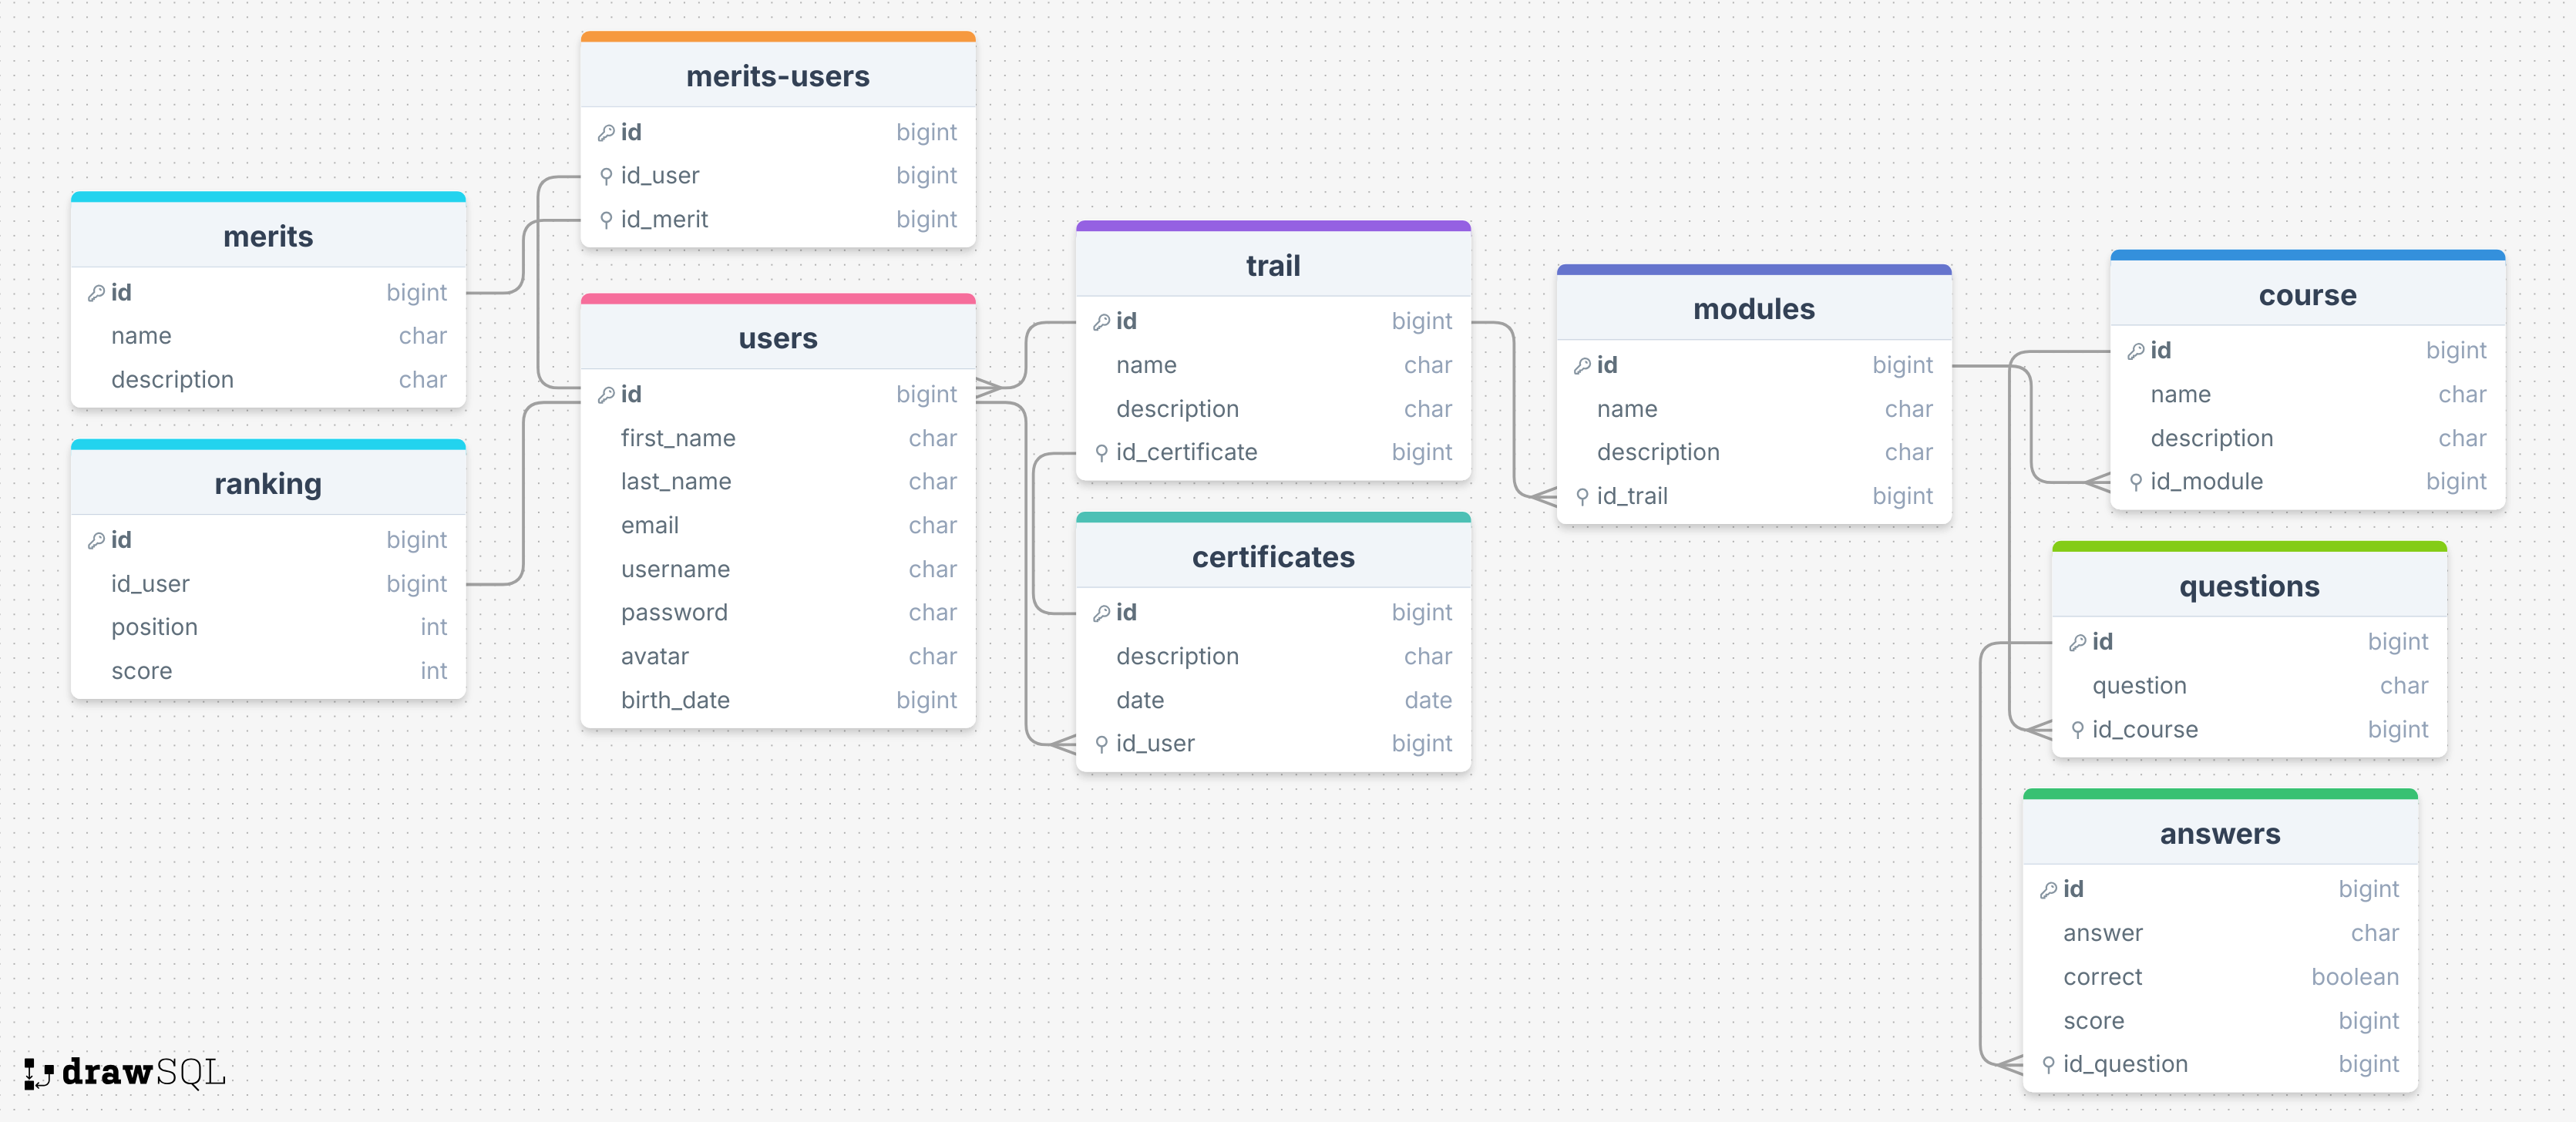 merits-users
id bigint
id_user bigint
id_merit bigint
merits
id bigint
name char
description char
ranking
id bigint
id_user bigint
position int
score int
users
id bigint
first_name char
last_name char
email char
username char
password char
avatar char
birth_date bigint
trail
id bigint
name char
description char
id_certificate bigint
certificates
id bigint
description char
date date
id_user bigint
modules
id bigint
name char
description char
id_trail bigint
course
id bigint
name char
description char
id_module bigint
questions
id bigint
question char
id_course bigint
answers
id bigint
answer char
correct boolean
score bigint
id_question bigint
drawSQL